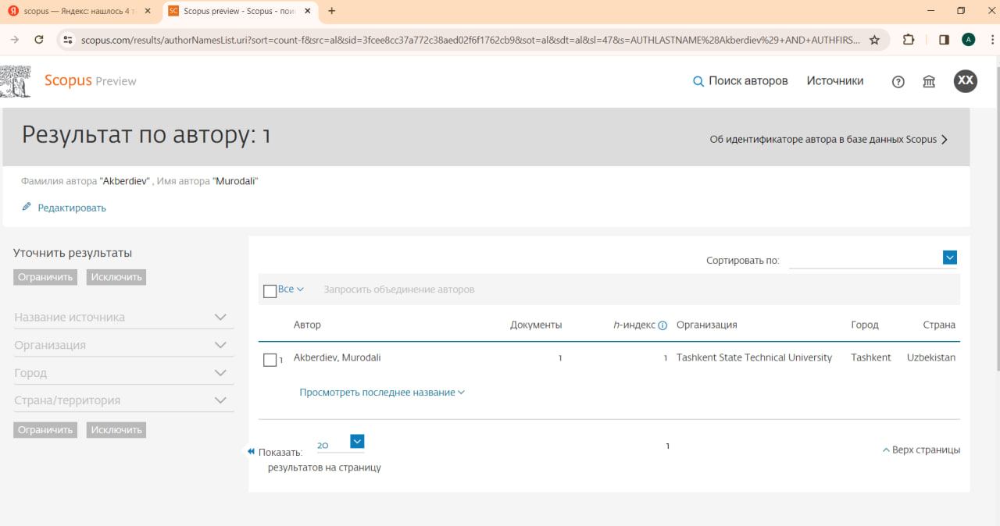 scopus — Яндекс: нашлось 4 т
SC Scopus preview - Scopus - пои
scopus.com/results/authorNamesList.uri?sort=count-f&src=al&sid=3fcee8cc37a772c38aed02f6f1762cb9&sot=al&sdt=al&sl=47&s=AUTHLASTNAME%28Akberdiev%29+AND+AUTHFIRS...
A
Scopus Preview
Поиск авторов Источники
XX
Результат по автору: 1
Об идентификаторе автора в базе данных Scopus
Фамилия автора "Akberdiev" , Имя автора "Murodali"
Редактировать
Уточнить результаты
Ограничить Исключить
Название источника
Организация
Город
Страна/территория
Ограничить Исключить
Сортировать по:
Все Запросить объединение авторов
Автор Документы h-индекс Организация Город Страна
1 Akberdiev, Murodali 1 1 Tashkent State Technical University Tashkent Uzbekistan
Просмотреть последнее название
Показать: 20 1 Верх страницы
результатов на страницу